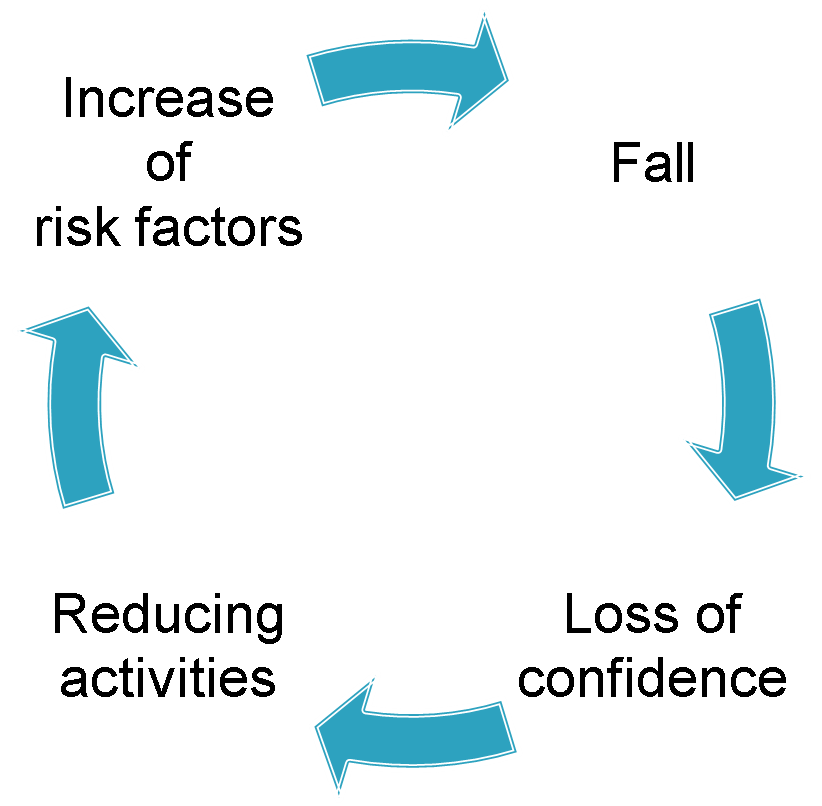 Increase
of
risk factors
Fall
Loss of
confidence
Reducing
activities